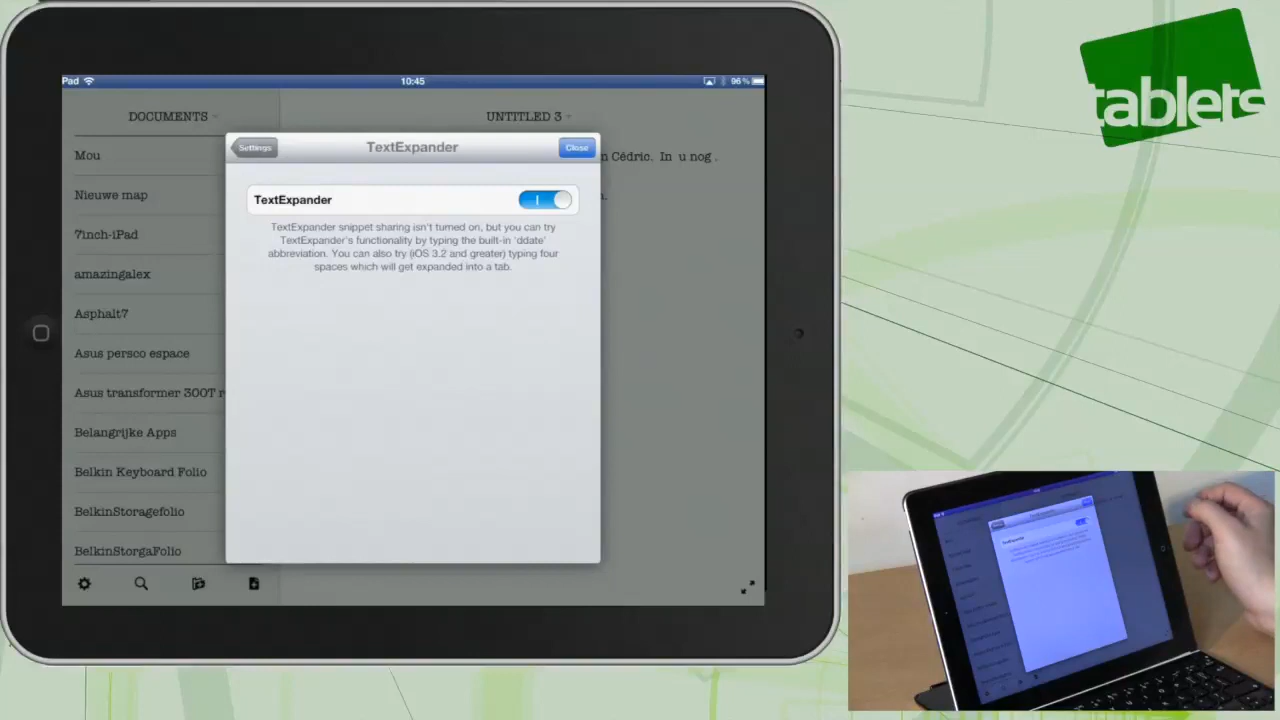 Pad 10:45 96%
DOCUMENTS
UNTITLED 3
Settings
TextExpander
Close
Mou
Nieuwe map
7inch-iPad
amazingalex
Asphalt7
Asus persco espace
Asus transformer 300T r
Belangrijke Apps
Belkin Keyboard Folio
BelkinStoragefolio
BelkinStorgaFolio
TextExpander
TextExpander snippet sharing isn't turned on, but you can try
TextExpander's functionality by typing the built-in 'ddate'
abbreviation. You can also try (iOS 3.2 and greater) typing four
spaces which will get expanded into a tab.
n Cédric. In u nog .
tablets